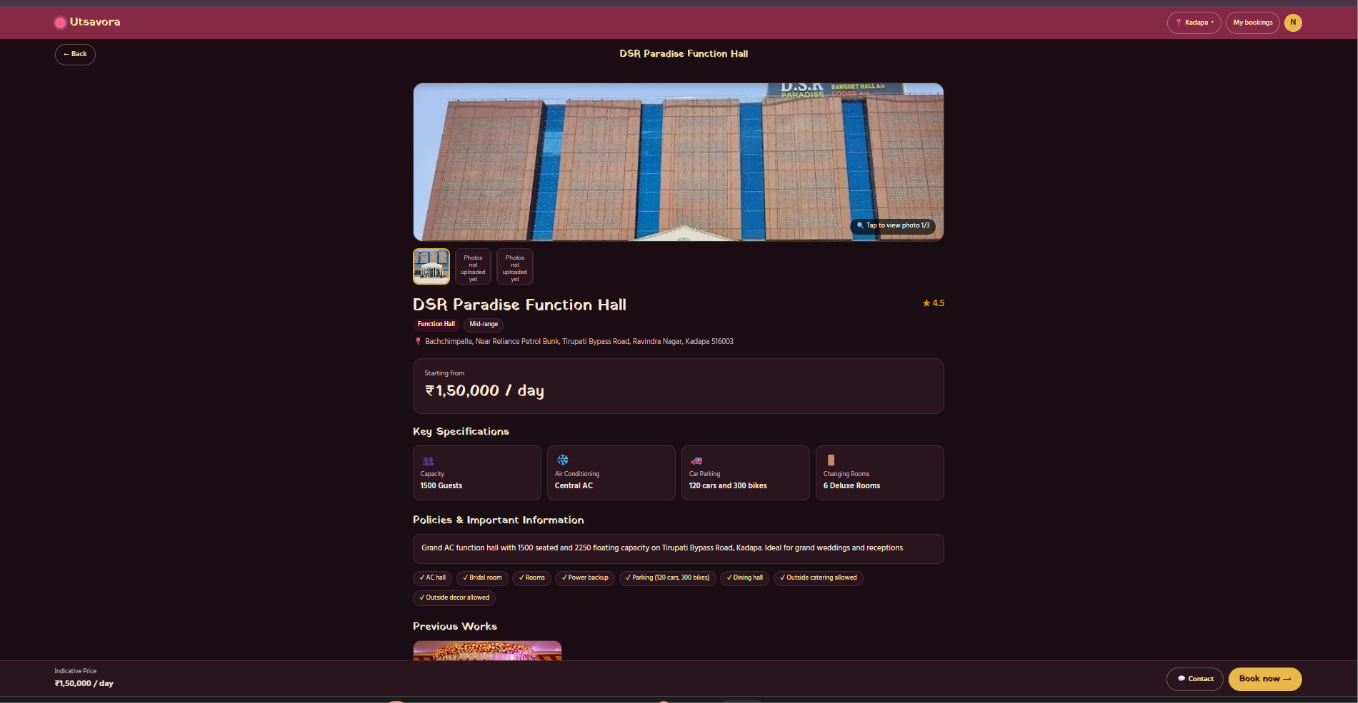 Utsavora
Kadapa
My bookings
N
← Back
DSR Paradise Function Hall
D.S.R
PARADISE
BANQUET HALL A/c
Tap to view photo 1/3
Photos
not
uploaded
yet
Photos
not
uploaded
yet
DSR Paradise Function Hall
★ 4.5
Function Hall
Mid-range
Bachchimpalle, Near Reliance Petrol Bunk, Tirupati Bypass Road, Ravindra Nagar, Kadapa 516003
Starting from
₹1,50,000 / day
Key Specifications
Capacity
1500 Guests
Air Conditioning
Central AC
Car Parking
120 cars and 300 bikes
Changing Rooms
6 Deluxe Rooms
Policies & Important Information
Grand AC function hall with 1500 seated and 2250 floating capacity on Tirupati Bypass Road, Kadapa. Ideal for grand weddings and receptions.
✓ AC hall
✓ Bridal room
✓ Rooms
✓ Power backup
✓ Parking (120 cars, 300 bikes)
✓ Dining hall
✓ Outside catering allowed
✓ Outside decor allowed
Previous Works
Indicative Price
₹1,50,000 / day
Contact
Book now →